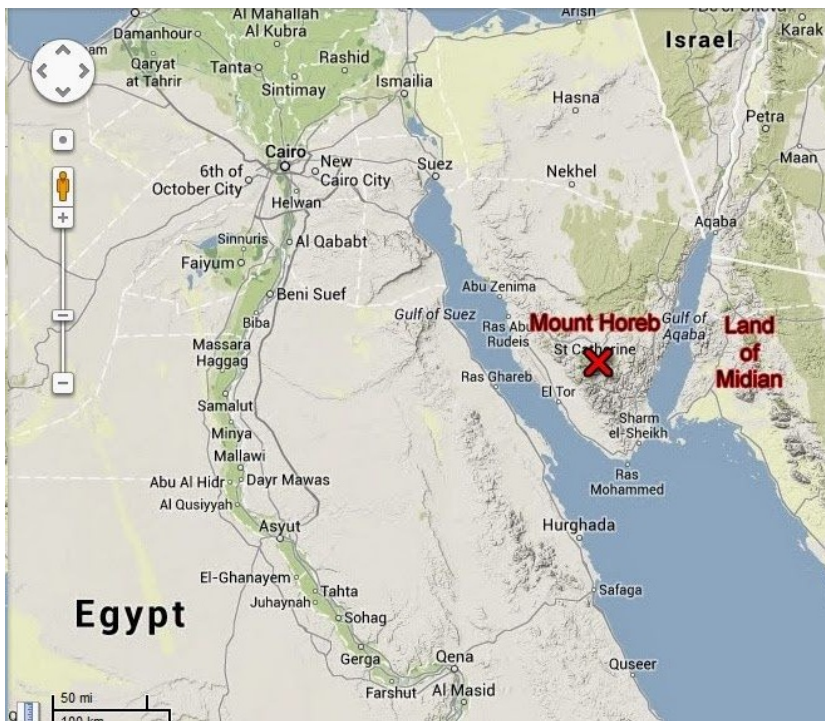 Al Mahallah
Al Kubra
Arish
Karak
Damanhour
Israel
Qaryat
at Tahrir
Tanta
Rashid
Sintimay
Ismailia
Hasna
Petra
Cairo
New
Cairo City
6th of
October City
Suez
Nekhel
Maan
Helwan
Aqaba
Sinnuris
Al Qababt
Faiyum
Abu Zenima
Beni Suef
Gulf of Suez
Biba
Ras Abu
Rudeis
Mount Horeb
St Catherine
Gulf of
Aqaba
Land
of
Midian
Massara
Haggag
Ras Ghareb
El Tor
Samalut
Sharm
el-Sheikh
Minya
Mallawi
Abu Al Hidr
Dayr Mawas
Ras
Mohammed
Al Qusiyyah
Asyut
Hurghada
El-Ghanayem
Tahta
Safaga
Juhaynah
Egypt
Sohag
Gerga
Qena
Quseer
Farshut
Al Masid
50 mi
100 km